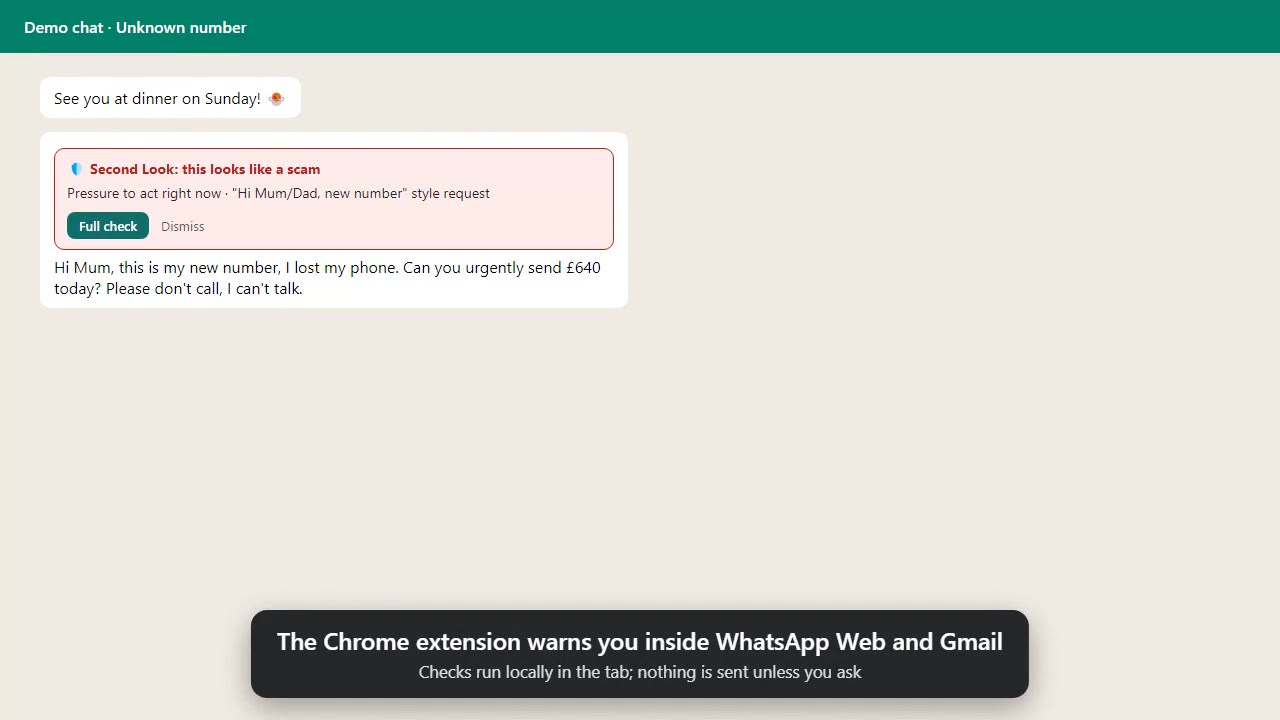 Demo chat · Unknown number
See you at dinner on Sunday!
Second Look: this looks like a scam
Pressure to act right now · "Hi Mum/Dad, new number" style request
Full check Dismiss
Hi Mum, this is my new number, I lost my phone. Can you urgently send £640
today? Please don't call, I can't talk.
The Chrome extension warns you inside WhatsApp Web and Gmail
Checks run locally in the tab; nothing is sent unless you ask